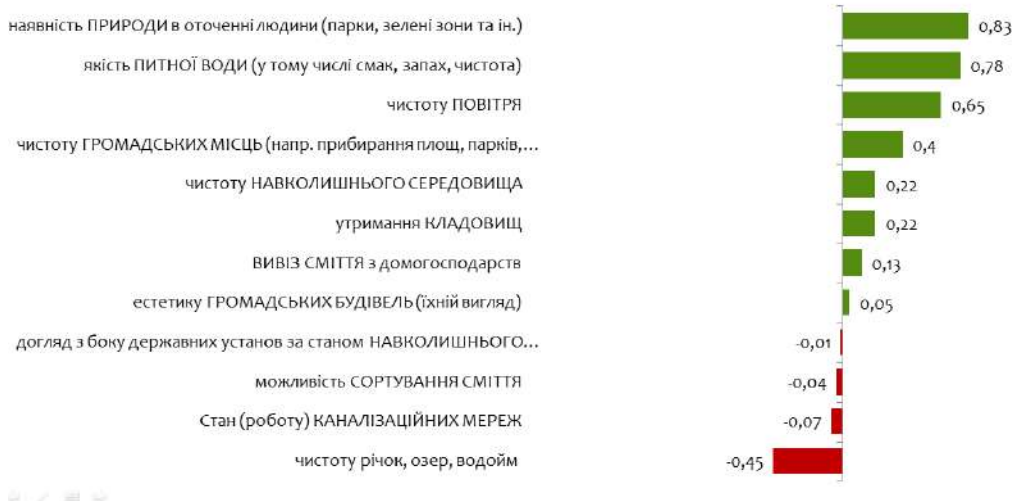 наявність ПРИРОДИ в оточенні людини (парки, зелені зони та ін.) 0,83
якість ПИТНОЇ ВОДИ (у тому числі смак, запах, чистота) 0,78
чистоту ПОВІТРЯ 0,65
чистоту ГРОМАДСЬКИХ МІСЦЬ (напр. прибирання площ, парків,... 0,4
чистоту НАВКОЛИШНЬОГО СЕРЕДОВИЩА 0,22
утримання КЛАДОВИЩ 0,22
ВИВІЗ СМІТТЯ з домогосподарств 0,13
естетику ГРОМАДСЬКИХ БУДІВЕЛЬ (їхній вигляд) 0,05
догляд з боку державних установ за станом НАВКОЛИШНЬОГО... -0,01
можливість СОРТУВАННЯ СМІТТЯ -0,04
Стан (роботу) КАНАЛІЗАЦІЙНИХ МЕРЕЖ -0,07
чистоту річок, озер, водойм -0,45